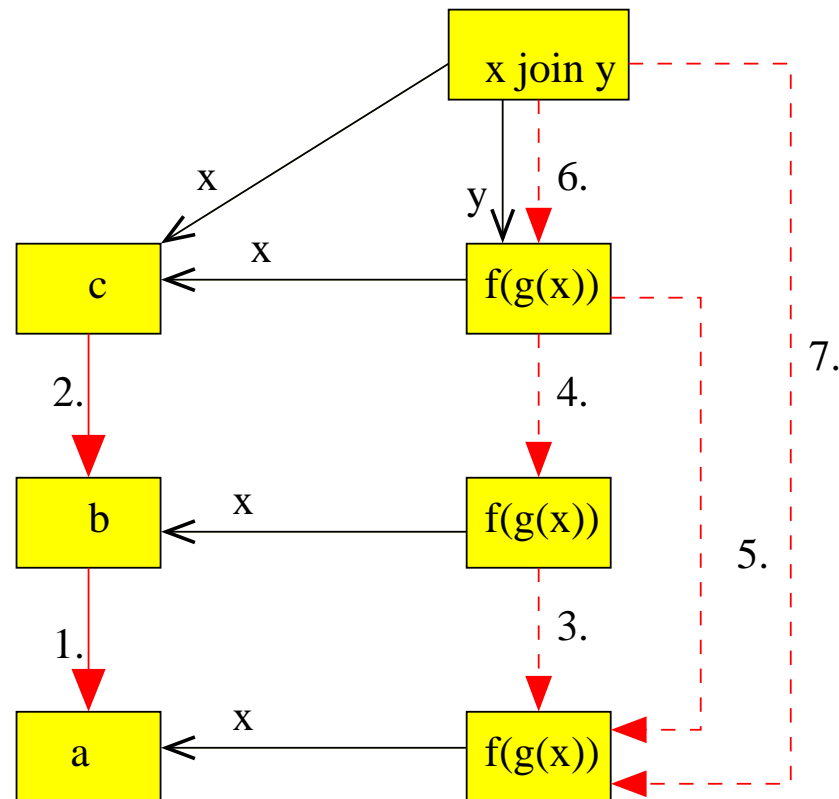 x join y
x
6.
y
x
c
f(g(x))
7.
2.
4.
x
b
f(g(x))
5.
3.
1.
x
a
f(g(x))